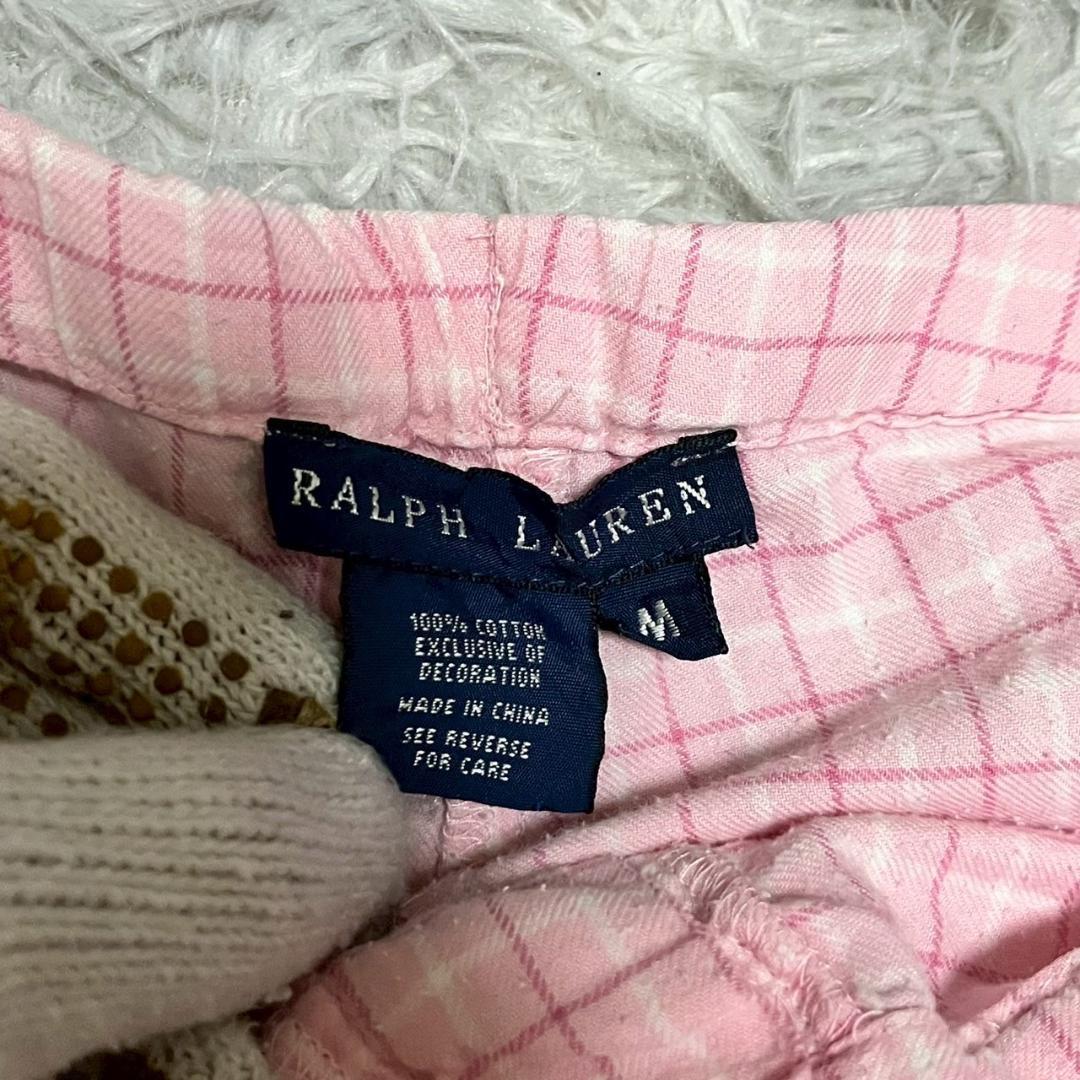 RALPH LAUREN
M
100% COTTON
EXCLUSIVE OF
DECORATION
MADE IN CHINA
SEE REVERSE
FOR CARE